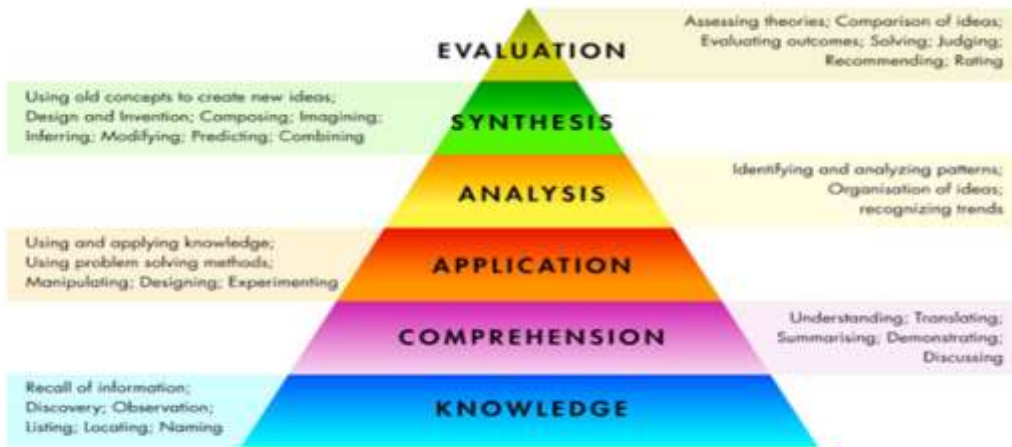 Assessing theories; Comparison of ideas;
Evaluating outcomes; Solving; Judging;
Recommending; Rating
EVALUATION
Using old concepts to create new ideas;
Design and Invention; Composing; Imagining;
Inferring; Modifying; Predicting; Combining
SYNTHESIS
Identifying and analyzing patterns;
Organisation of ideas;
recognizing trends
ANALYSIS
Using and applying knowledge;
Using problem solving methods;
Manipulating; Designing; Experimenting
APPLICATION
Understanding; Translating;
Summarising; Demonstrating;
Discussing
COMPREHENSION
Recall of information;
Discovery; Observation;
Listing; Locating; Naming
KNOWLEDGE